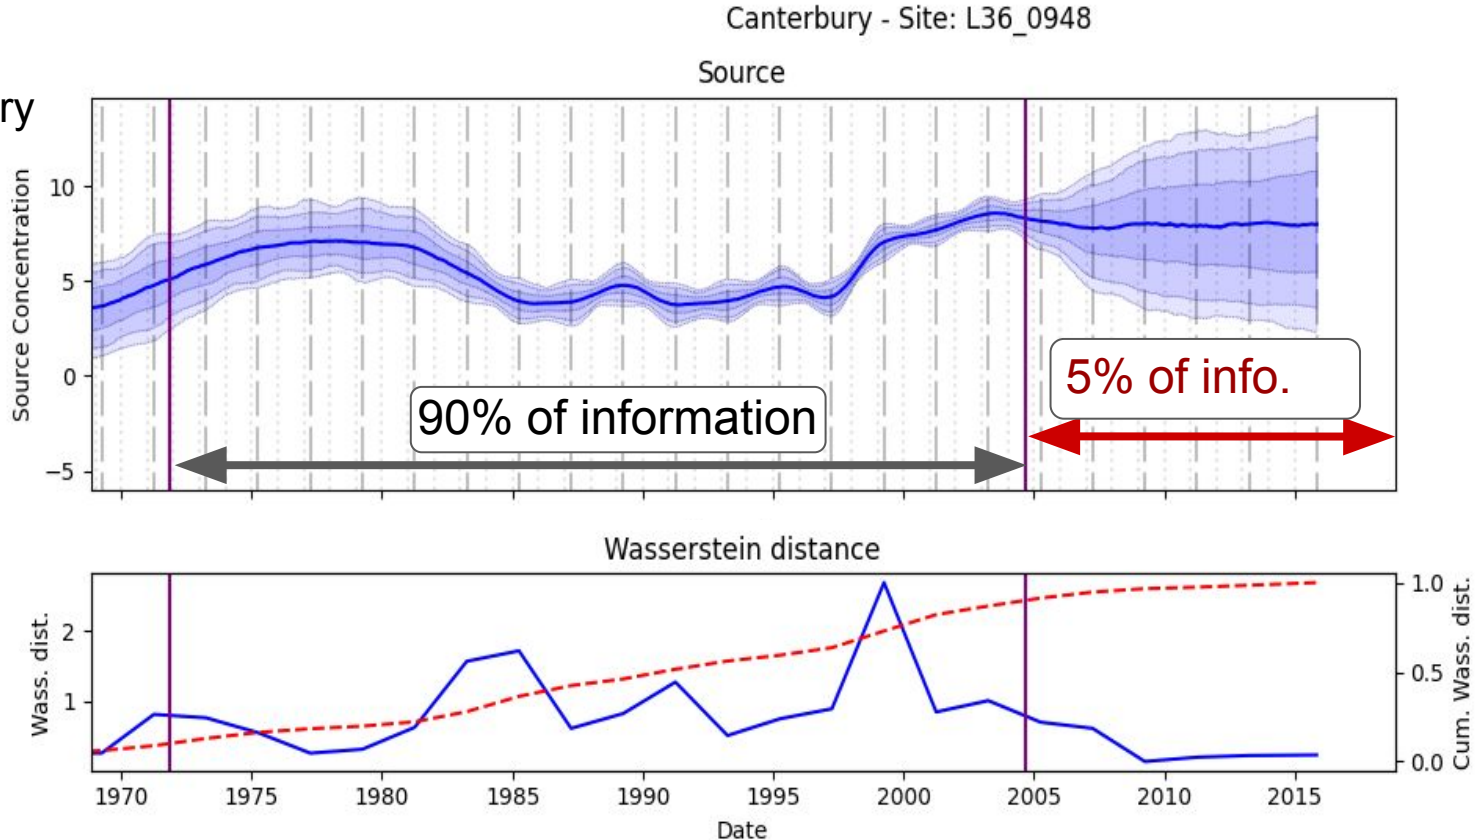 Canterbury - Site: L36_0948
Source
ry
Source Concentration
10
5
0
−5
5% of info.
90% of information
Wasserstein distance
Wass. dist.
2
1
1.0
0.5
0.0
Cum. Wass. dist.
1970 1975 1980 1985 1990 1995 2000 2005 2010 2015
Date